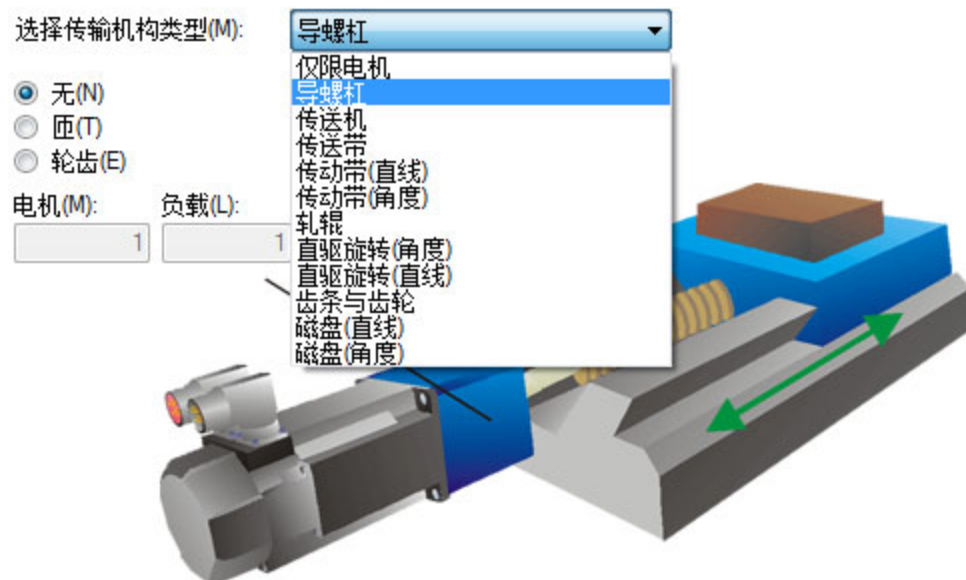 选择传输机构类型(M):
导螺杠
仅限电机
导螺杠
传送机
传送带
传动带(直线)
传动带(角度)
轧辊
直驱旋转(角度)
直驱旋转(直线)
齿条与齿轮
磁盘(直线)
磁盘(角度)
无(N)
匝(T)
轮齿(E)
电机(M):
负载(L):
1
1